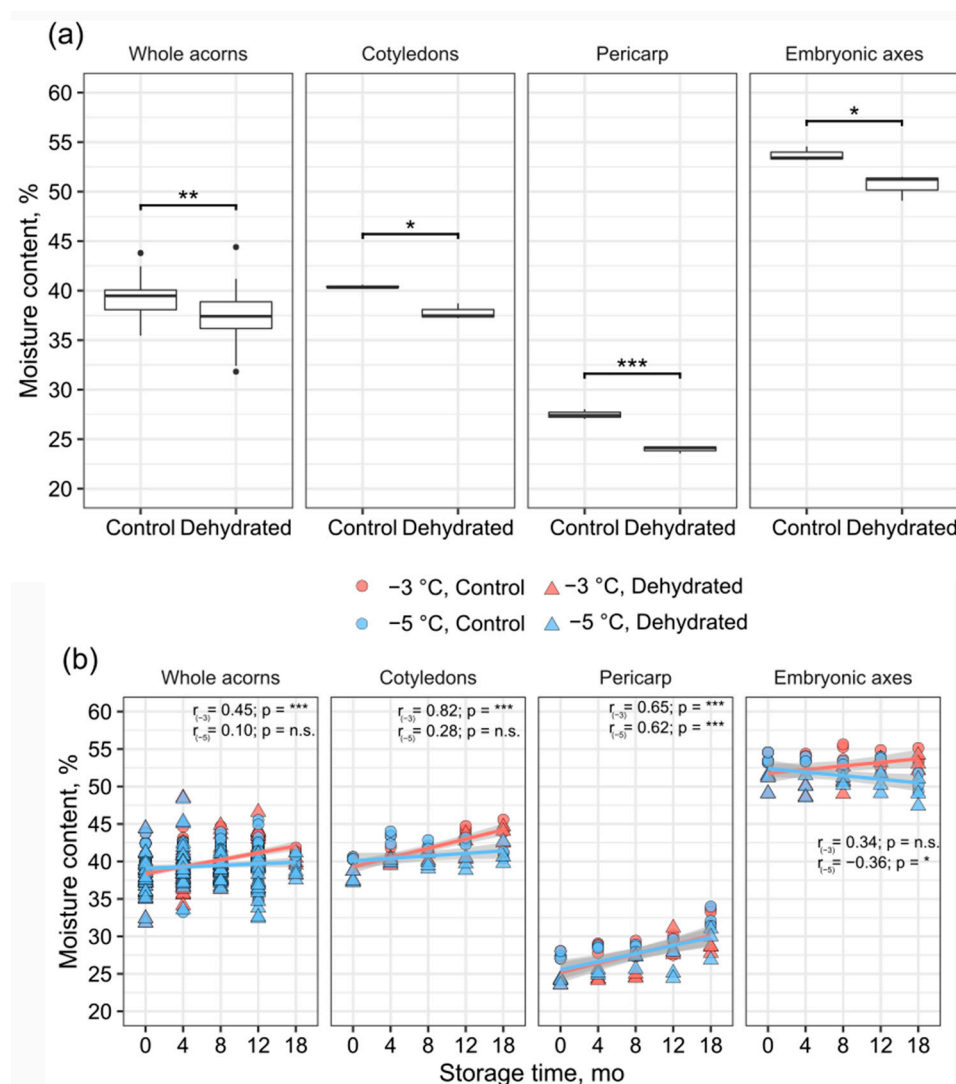 (a)
Whole acorns Cotyledons Pericarp Embryonic axes
Moisture content, %
60
55
50
45
40
35
30
25
20
** * *** *
Control Dehydrated Control Dehydrated Control Dehydrated Control Dehydrated
−3 °C, Control −3 °C, Dehydrated
−5 °C, Control −5 °C, Dehydrated
(b)
Whole acorns Cotyledons Pericarp Embryonic axes
r(−3)= 0.45; p = *** r(−3)= 0.82; p = *** r(−3)= 0.65; p = ***
r(−5)= 0.10; p = n.s. r(−5)= 0.28; p = n.s. r(−5)= 0.62; p = ***
r(−3)= 0.34; p = n.s.
r(−5)= −0.36; p = *
Moisture content, %
60
55
50
45
40
35
30
25
20
0 4 8 12 18 0 4 8 12 18 0 4 8 12 18 0 4 8 12 18
Storage time, mo